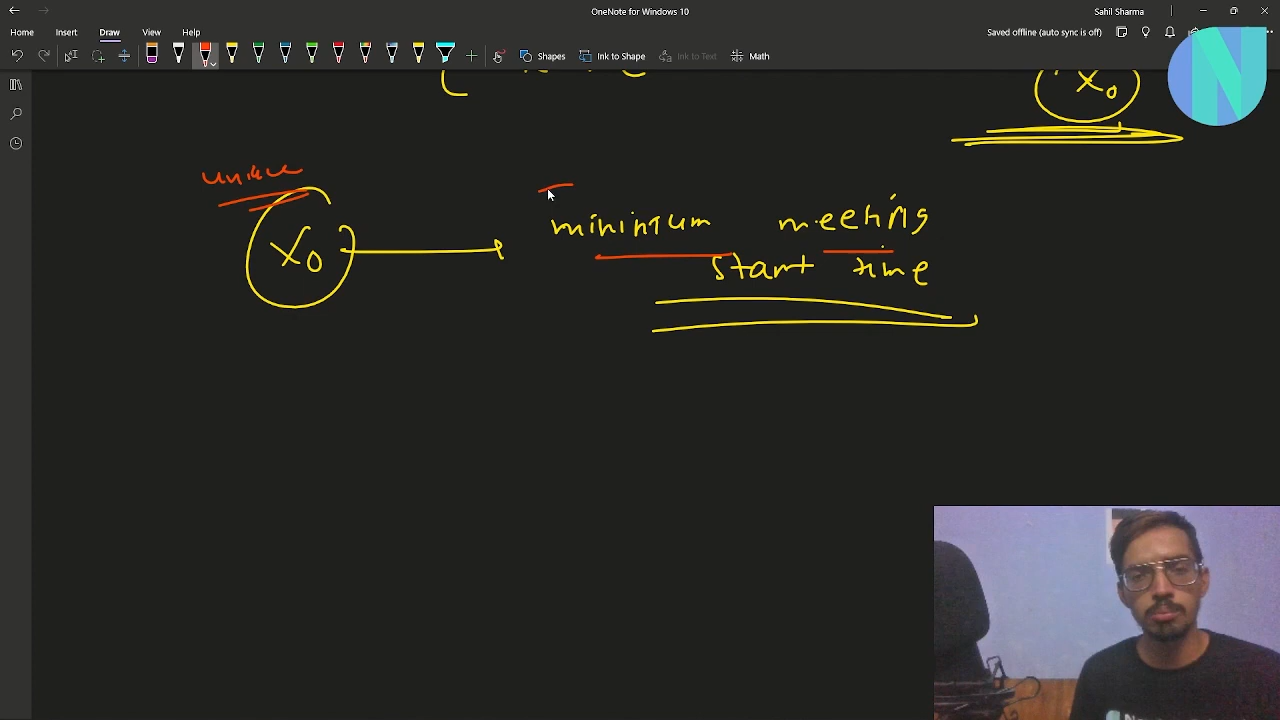 OneNote for Windows 10
Sahil Sharma
Home Insert Draw View Help
Saved offline (auto sync is off)
Shapes Ink to Shape Ink to Text Math
X0
unique
X0
minimum meeting
start time
N